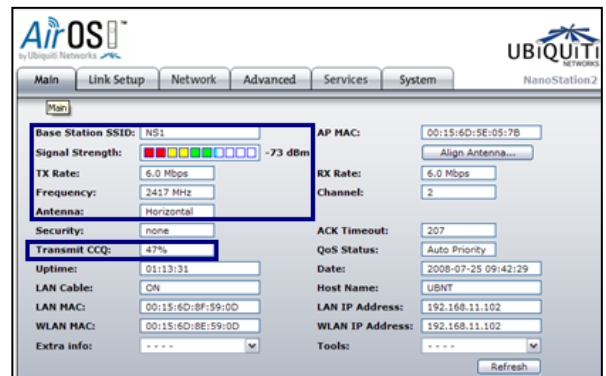 AirOS™
by Ubiquiti Networks
UBiQUiTi
NETWORKS
Main Link Setup Network Advanced Services System NanoStation2
Main
Base Station SSID: NS1 AP MAC: 00:15:6D:5E:05:7B
Signal Strength: -73 dBm Align Antenna...
TX Rate: 6.0 Mbps RX Rate: 6.0 Mbps
Frequency: 2417 MHz Channel: 2
Antenna: Horizontal
Security: none ACK Timeout: 207
Transmit CCQ: 47% QoS Status: Auto Priority
Uptime: 01:13:31 Date: 2008-07-25 09:42:29
LAN Cable: ON Host Name: UBNT
LAN MAC: 00:15:6D:8F:59:0D LAN IP Address: 192.168.11.102
WLAN MAC: 00:15:6D:8E:59:0D WLAN IP Address: 192.168.11.102
Extra info: - - - - Tools: - - - -
Refresh